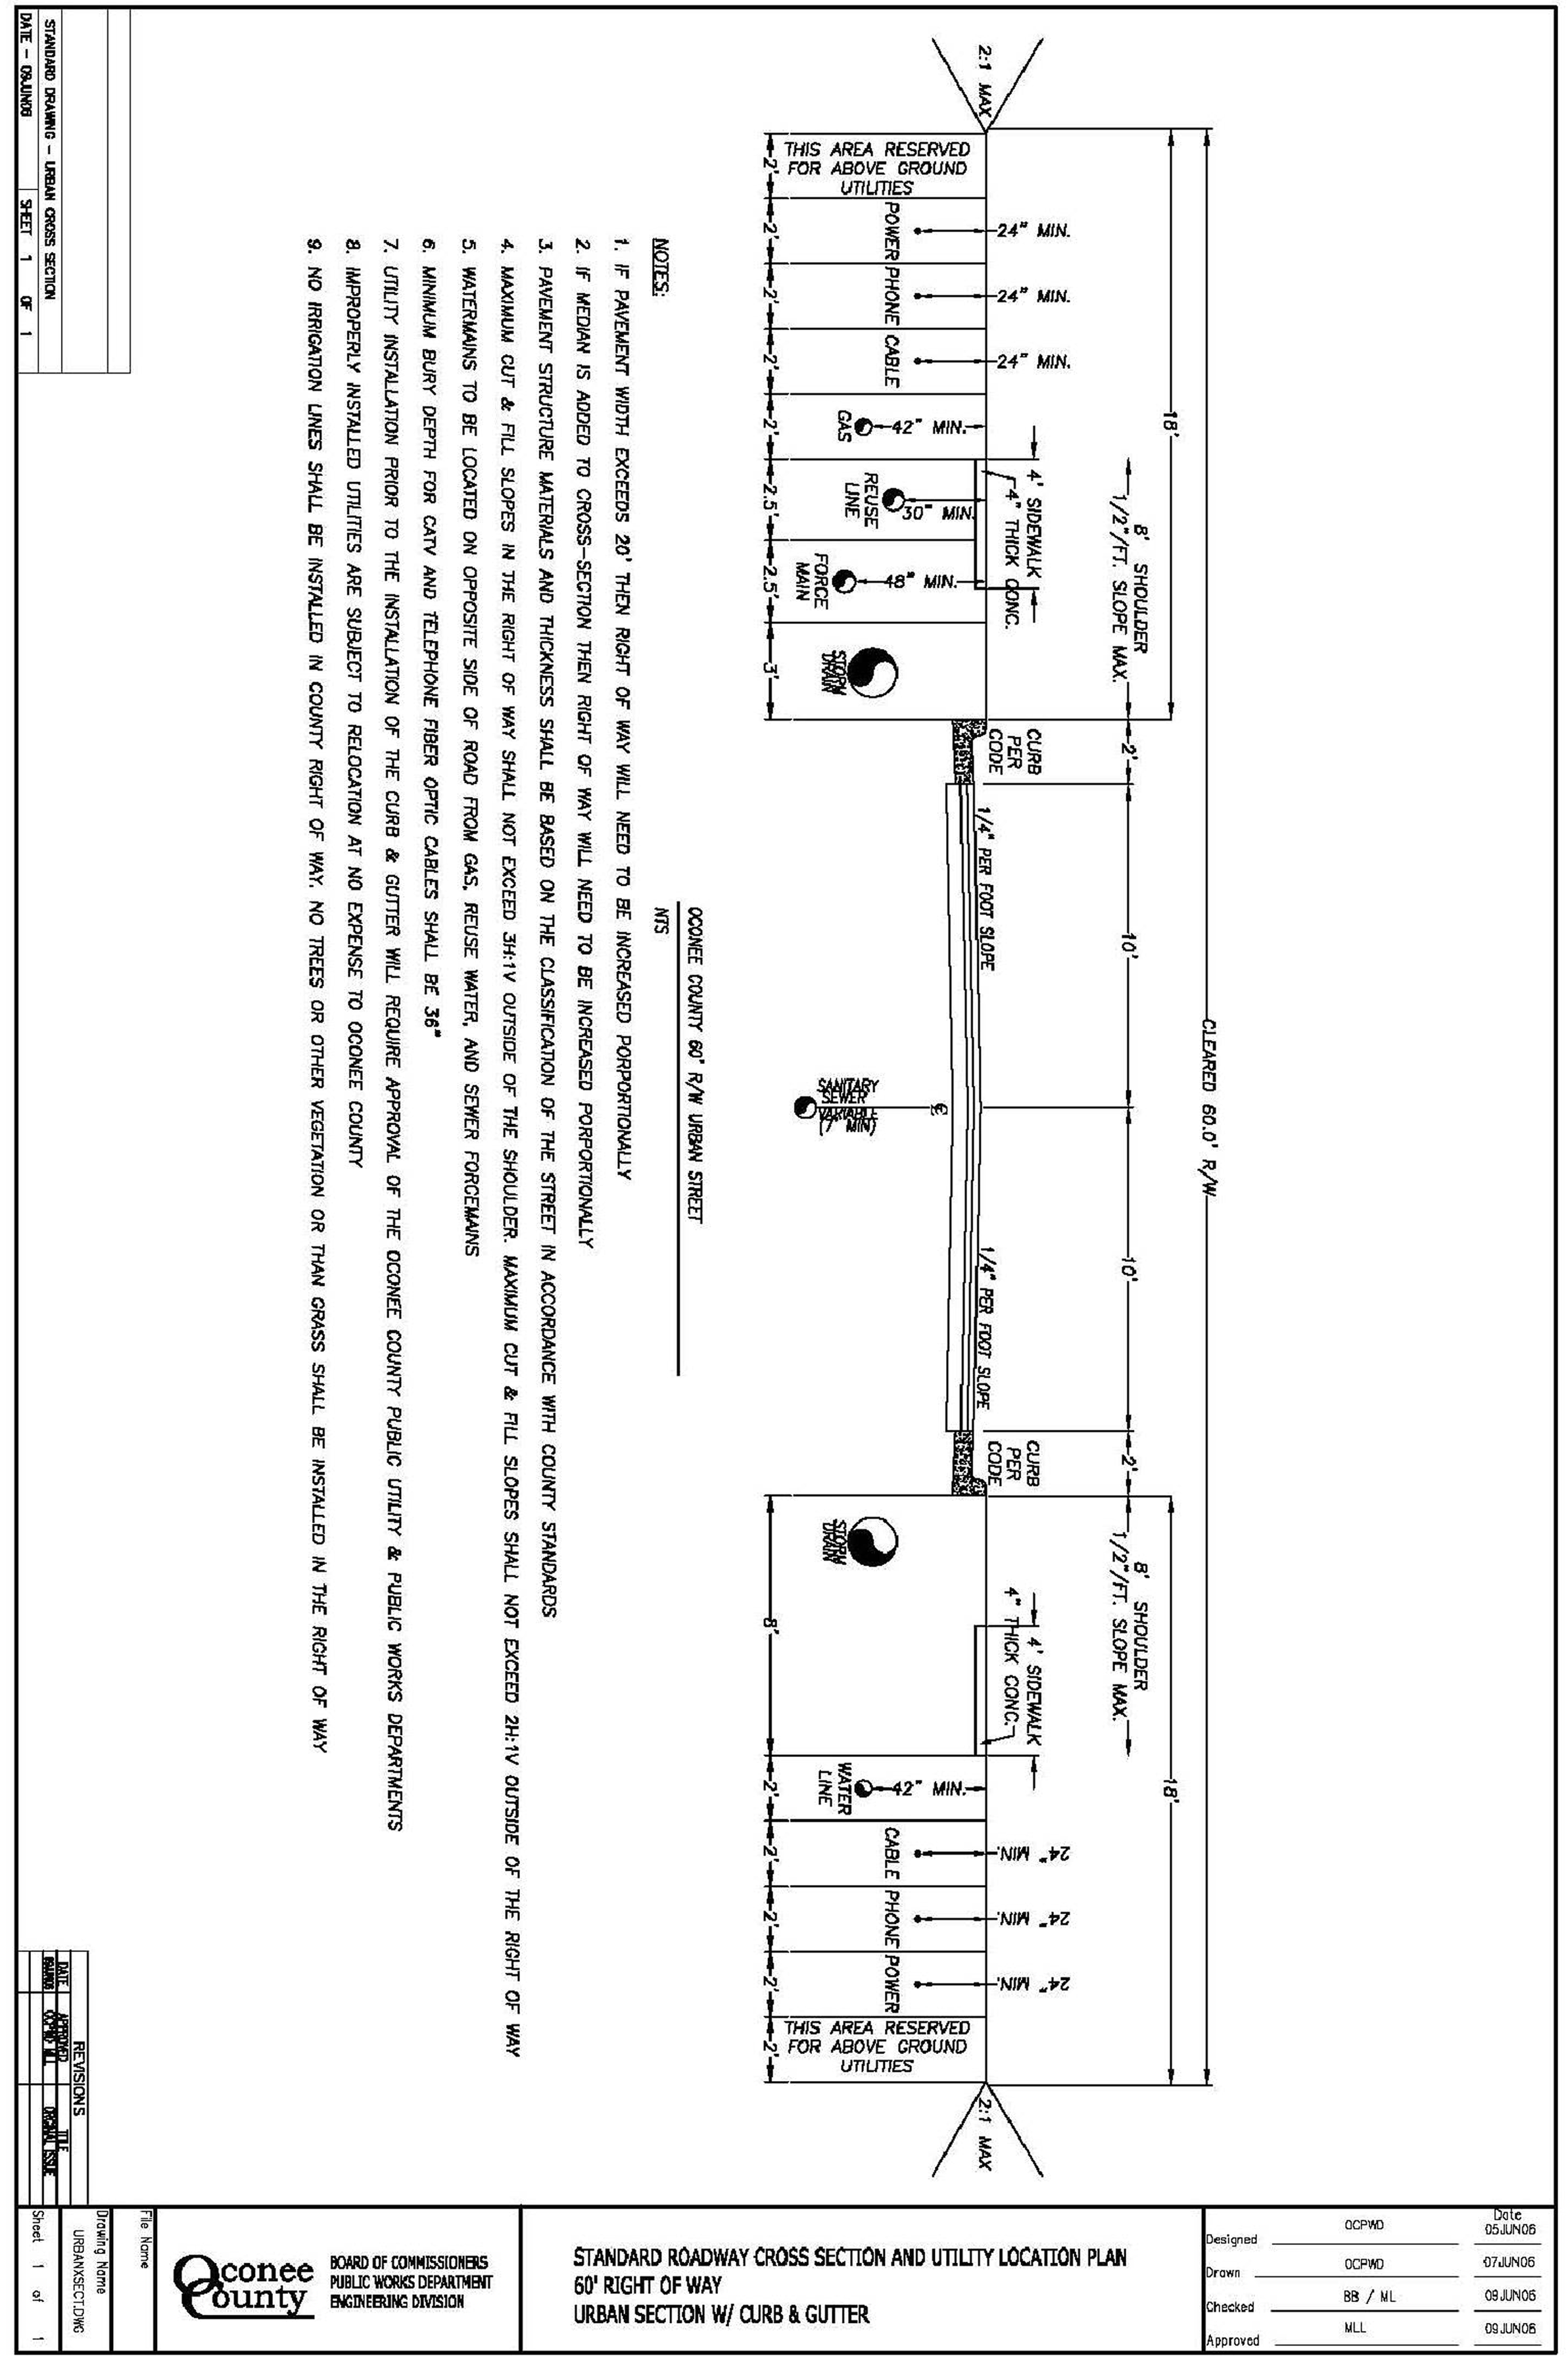 CLEARED 60.0' R/W
18'
18'
8' SHOULDER
1/2"/FT. SLOPE MAX.
2'
10'
10'
2'
8' SHOULDER
1/2"/FT. SLOPE MAX.
2:1 MAX
24" MIN.
24" MIN.
24" MIN.
42" MIN.
4' SIDEWALK
4" THICK CONC.
30" MIN.
48" MIN.
CURB
PER
CODE
1/4" PER FOOT SLOPE
1/4" PER FOOT SLOPE
CURB
PER
CODE
4' SIDEWALK
4" THICK CONC.
42" MIN.
24" MIN.
24" MIN.
24" MIN.
2:1 MAX
THIS AREA RESERVED
FOR ABOVE GROUND
UTILITIES
POWER
PHONE
CABLE
GAS
REUSE
LINE
FORCE
MAIN
STORM
DRAIN
SANITARY
SEWER
VARIABLE
(7' MIN)
STORM
DRAIN
WATER
LINE
CABLE
PHONE
POWER
THIS AREA RESERVED
FOR ABOVE GROUND
UTILITIES
2'
2'
2'
2'
2'
2.5'
2.5'
3'
8'
2'
2'
2'
2'
2'
OCONEE COUNTY 60' R/W URBAN STREET
NTS
NOTES:
1. IF PAVEMENT WIDTH EXCEEDS 20' THEN RIGHT OF WAY WILL NEED TO BE INCREASED PORPORTIONALLY
2. IF MEDIAN IS ADDED TO CROSS-SECTION THEN RIGHT OF WAY WILL NEED TO BE INCREASED PORPORTIONALLY
3. PAVEMENT STRUCTURE MATERIALS AND THICKNESS SHALL BE BASED ON THE CLASSIFICATION OF THE STREET IN ACCORDANCE WITH COUNTY STANDARDS
4. MAXIMUM CUT & FILL SLOPES IN THE RIGHT OF WAY SHALL NOT EXCEED 3H:1V OUTSIDE OF THE SHOULDER. MAXIMUM CUT & FILL SLOPES SHALL NOT EXCEED 2H:1V OUTSIDE OF THE RIGHT OF WAY
5. WATERMAINS TO BE LOCATED ON OPPOSITE SIDE OF ROAD FROM GAS, REUSE WATER, AND SEWER FORCEMAINS
6. MINIMUM BURY DEPTH FOR CATV AND TELEPHONE FIBER OPTIC CABLES SHALL BE 36"
7. UTILITY INSTALLATION PRIOR TO THE INSTALLATION OF THE CURB & GUTTER WILL REQUIRE APPROVAL OF THE OCONEE COUNTY PUBLIC UTILITY & PUBLIC WORKS DEPARTMENTS
8. IMPROPERLY INSTALLED UTILITIES ARE SUBJECT TO RELOCATION AT NO EXPENSE TO OCONEE COUNTY
9. NO IRRIGATION LINES SHALL BE INSTALLED IN COUNTY RIGHT OF WAY. NO TREES OR OTHER VEGETATION OR THAN GRASS SHALL BE INSTALLED IN THE RIGHT OF WAY
STANDARD DRAWING - URBAN CROSS SECTION
DATE - 09JUN06 SHEET 1 OF 1
REVISIONS
DATE APPROVED TITLE
09JUN06 OCPWD MLL ORIGINAL ISSUE
File Name
Drawing Name
URBANXSECT.DWG
Sheet 1 of 1
Oconee
County
BOARD OF COMMISSIONERS
PUBLIC WORKS DEPARTMENT
ENGINEERING DIVISION
STANDARD ROADWAY CROSS SECTION AND UTILITY LOCATION PLAN
60' RIGHT OF WAY
URBAN SECTION W/ CURB & GUTTER
Date
Designed OCPWD 05JUN06
Drawn OCPWD 07JUN06
Checked BB / ML 09JUN06
Approved MLL 09JUN06